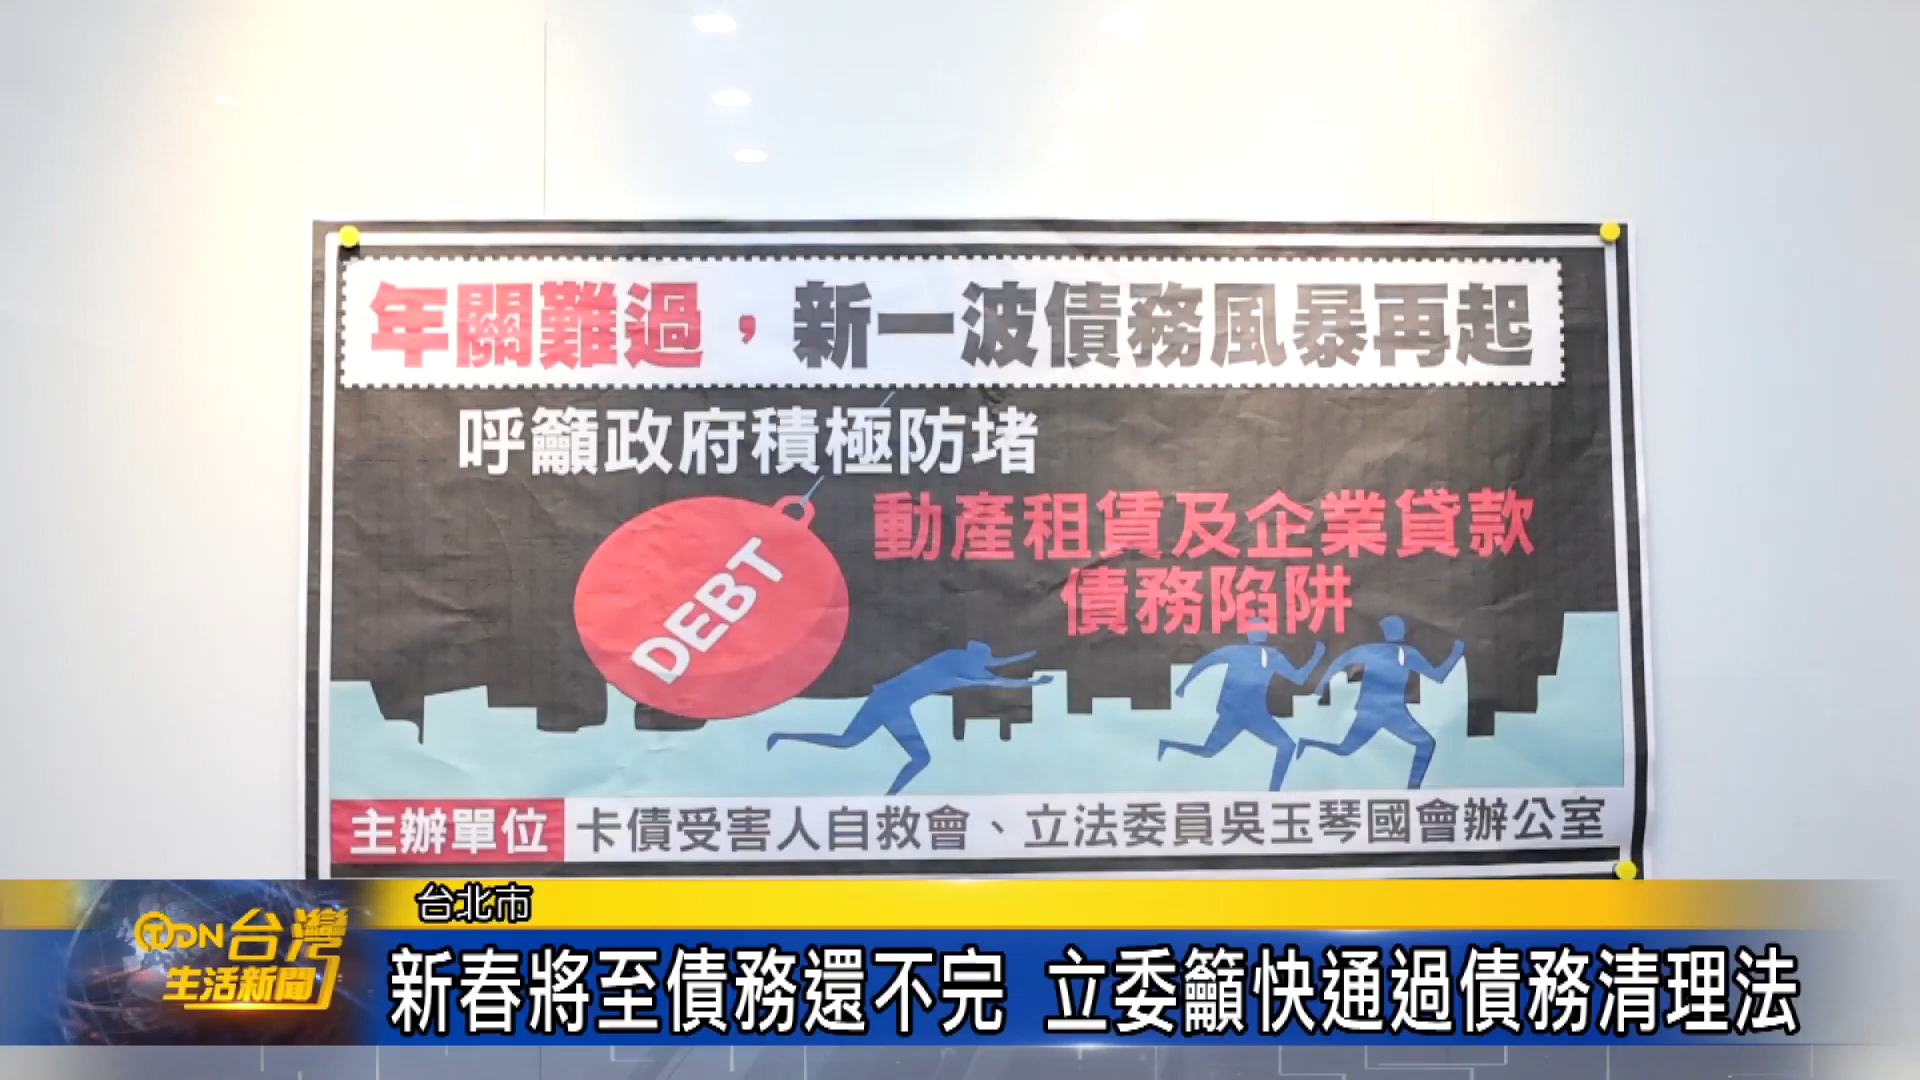 年關難過，新一波債務風暴再起
呼籲政府積極防堵
動產租賃及企業貸款
債務陷阱
DEBT
主辦單位 卡債受害人自救會、立法委員吳玉琴國會辦公室
台北市
TDN 台灣
生活新聞
新春將至債務還不完 立委籲快通過債務清理法